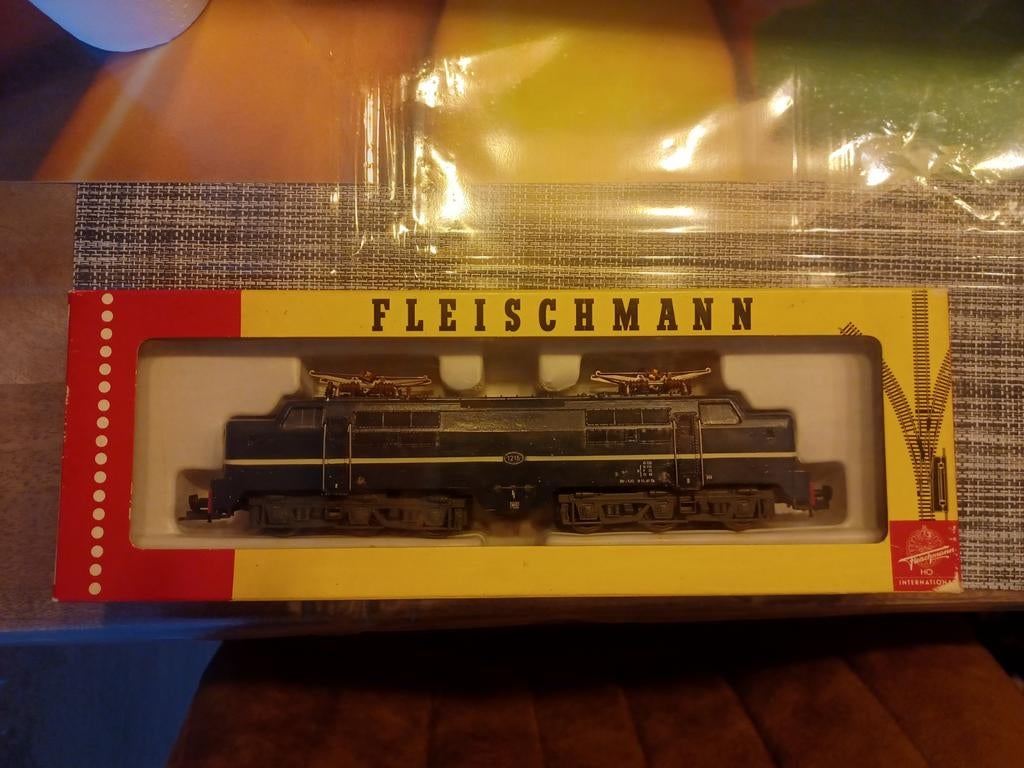 FLEISCHMANN
1215
Fleischmann
HO
INTERNATIONAL